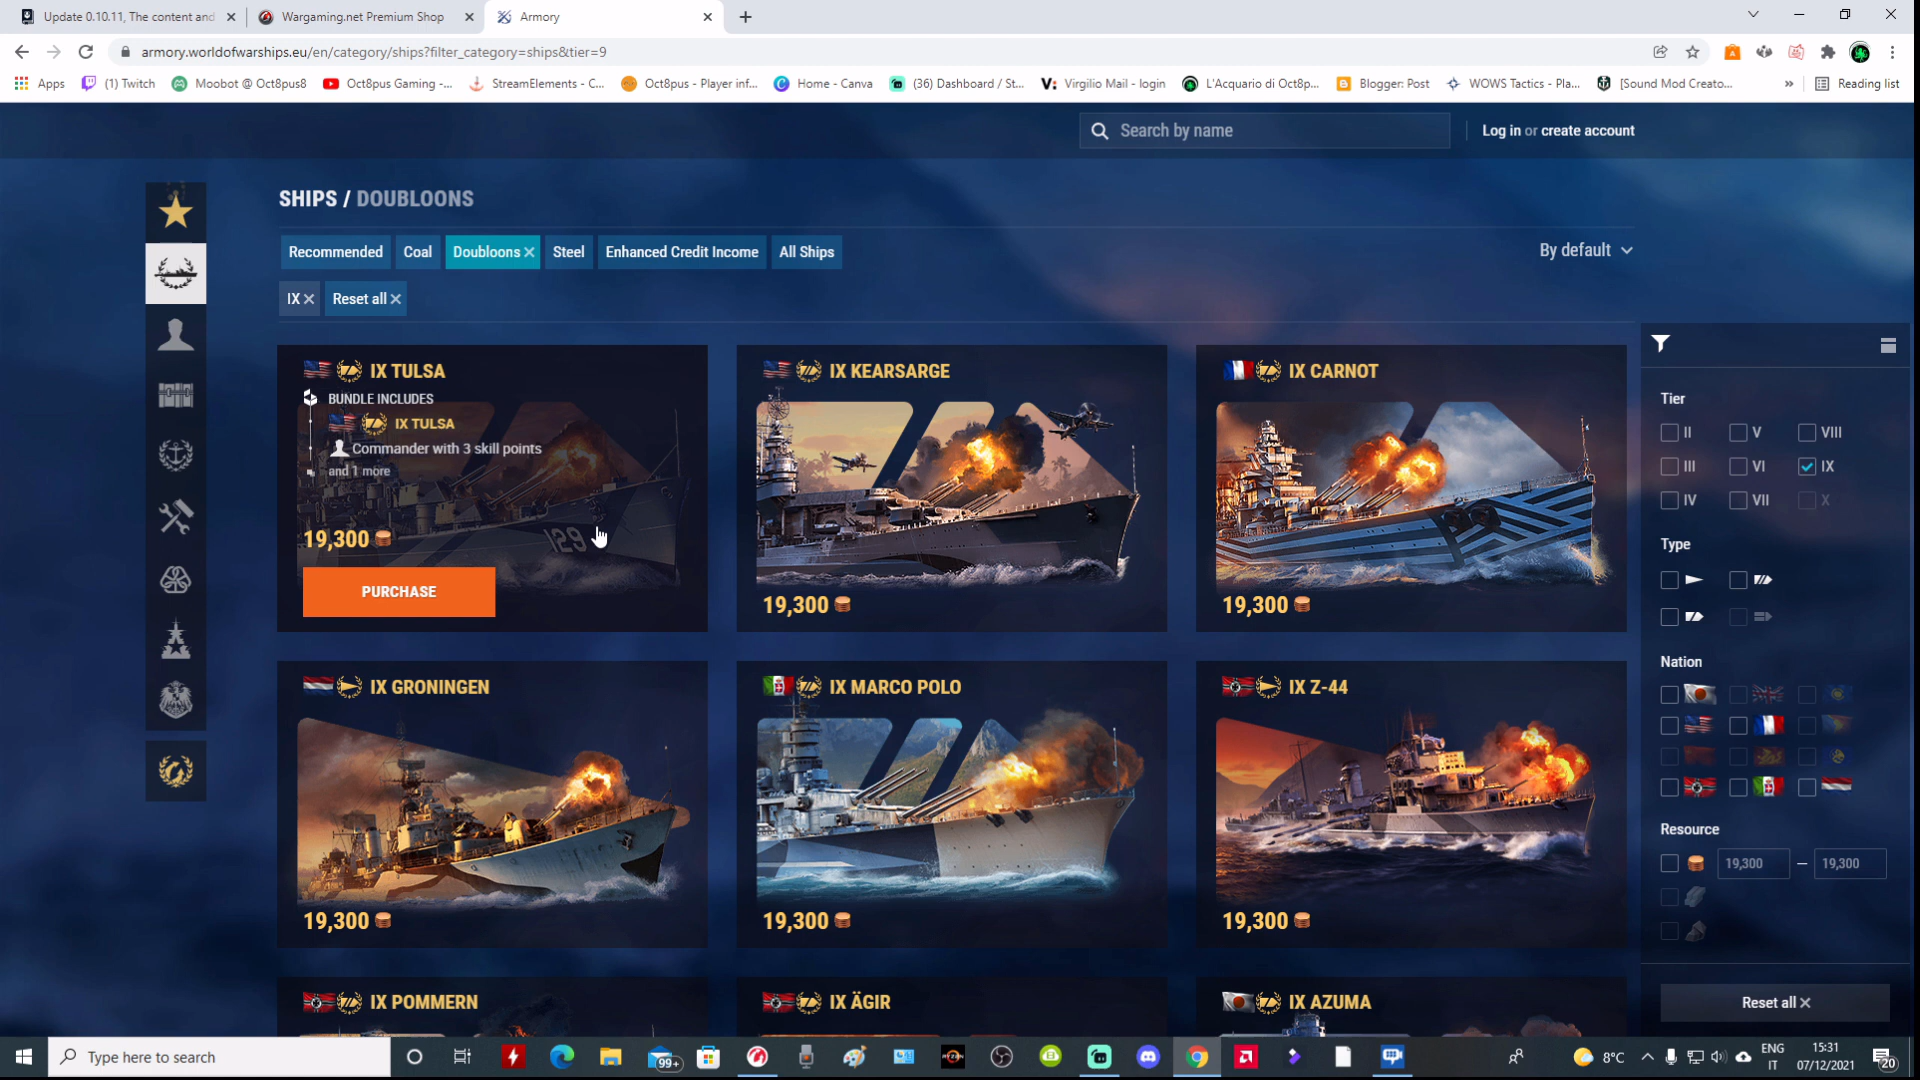 Update 0.10.11, The content and
Wargaming.net Premium Shop
Armory
armory.worldofwarships.eu/en/category/ships?filter_category=ships&tier=9
Apps
(1) Twitch
Moobot @ Oct8pus8
Oct8pus Gaming -...
StreamElements - C...
Oct8pus - Player inf...
Home - Canva
(36) Dashboard / St...
Virgilio Mail - login
L'Acquario di Oct8p...
Blogger: Post
WOWS Tactics - Pla...
[Sound Mod Creato...
»
Reading list
Search by name
Log in or create account
SHIPS / DOUBLOONS
Recommended
Coal
Doubloons
Steel
Enhanced Credit Income
All Ships
By default
IX
Reset all
IX TULSA
BUNDLE INCLUDES
IX TULSA
Commander with 3 skill points
and 1 more
129
19,300
PURCHASE
IX KEARSARGE
19,300
IX CARNOT
19,300
IX GRONINGEN
19,300
IX MARCO POLO
19,300
IX Z-44
19,300
IX POMMERN
IX ÄGIR
IX AZUMA
Tier
II
V
VIII
III
VI
IX
IV
VII
X
Type
Nation
Resource
19,300 — 19,300
Reset all
Type here to search
99+
RYZEN
8°C
ENG
IT
15:31
07/12/2021
20